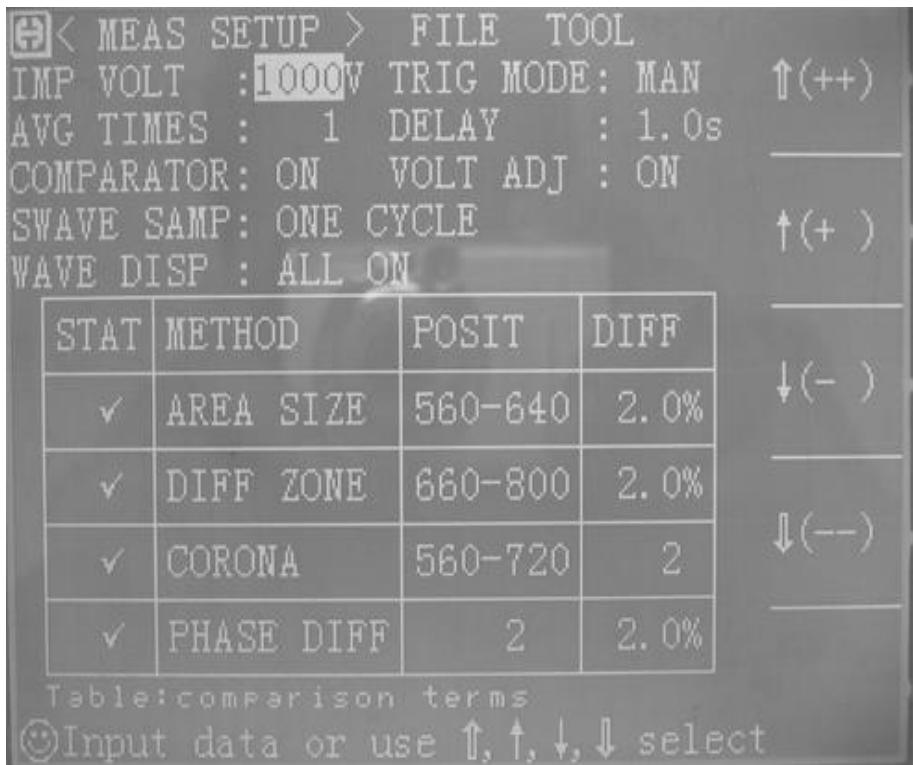 < MEAS SETUP > FILE TOOL
IMP VOLT :1000V TRIG MODE: MAN
AVG TIMES : 1 DELAY : 1.0s
COMPARATOR: ON VOLT ADJ : ON
SWAVE SAMP: ONE CYCLE
WAVE DISP : ALL ON
STAT METHOD POSIT DIFF
✓ AREA SIZE 560-640 2.0%
✓ DIFF ZONE 660-800 2.0%
✓ CORONA 560-720 2
✓ PHASE DIFF 2 2.0%
Table:comparison terms
Input data or use ⇑,↑,↓,⇓ select
⇑(++)
↑(+ )
↓(- )
⇓(--)